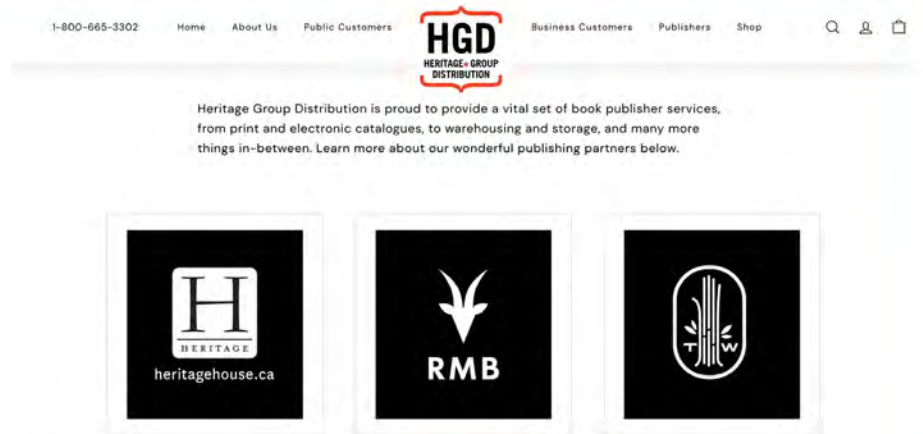 1-800-665-3302 Home About Us Public Customers HGD Business Customers Publishers Shop
HERITAGE GROUP
DISTRIBUTION
Heritage Group Distribution is proud to provide a vital set of book publisher services,
from print and electronic catalogues, to warehousing and storage, and many more
things in-between. Learn more about our wonderful publishing partners below.
H
HERITAGE
heritagehouse.ca
RMB
T W